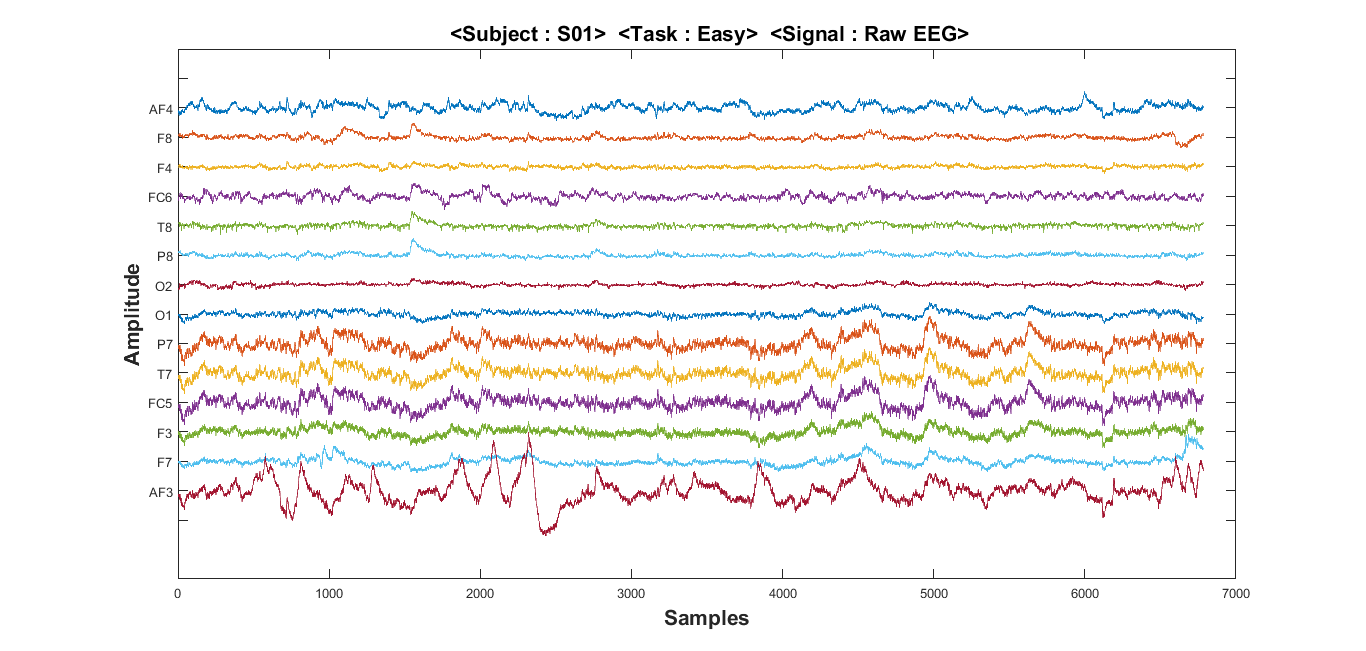 <Subject : S01>  <Task : Easy>  <Signal : Raw EEG>
AF4
F8
F4
FC6
T8
P8
O2
O1
P7
T7
FC5
F3
F7
AF3
Amplitude
0 1000 2000 3000 4000 5000 6000 7000
Samples